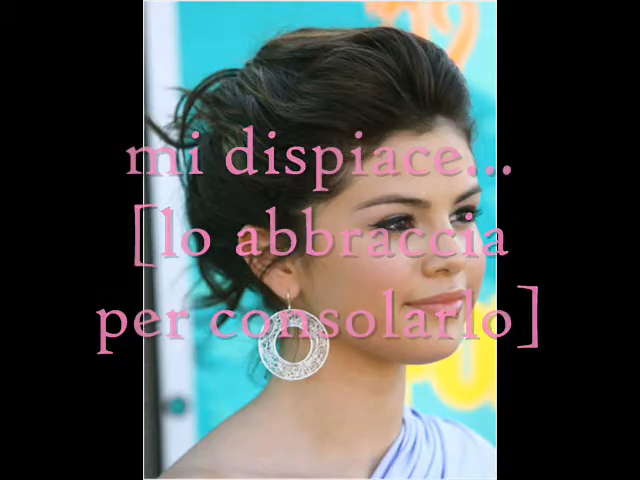 mi dispiace...
[lo abbraccia
per consolarlo]